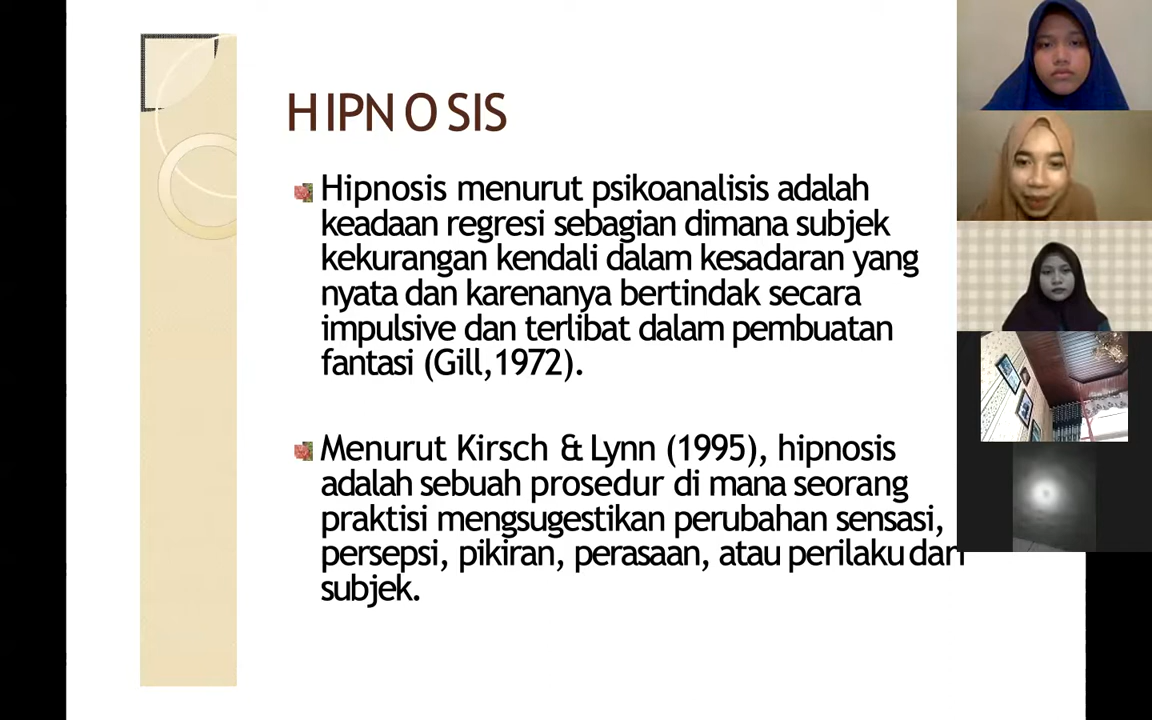 HIPNOSIS
Hipnosis menurut psikoanalisis adalah
keadaan regresi sebagian dimana subjek
kekurangan kendali dalam kesadaran yang
nyata dan karenanya bertindak secara
impulsive dan terlibat dalam pembuatan
fantasi (Gill,1972).
Menurut Kirsch & Lynn (1995), hipnosis
adalah sebuah prosedur di mana seorang
praktisi mengsugestikan perubahan sensasi,
persepsi, pikiran, perasaan, atau perilaku dari
subjek.